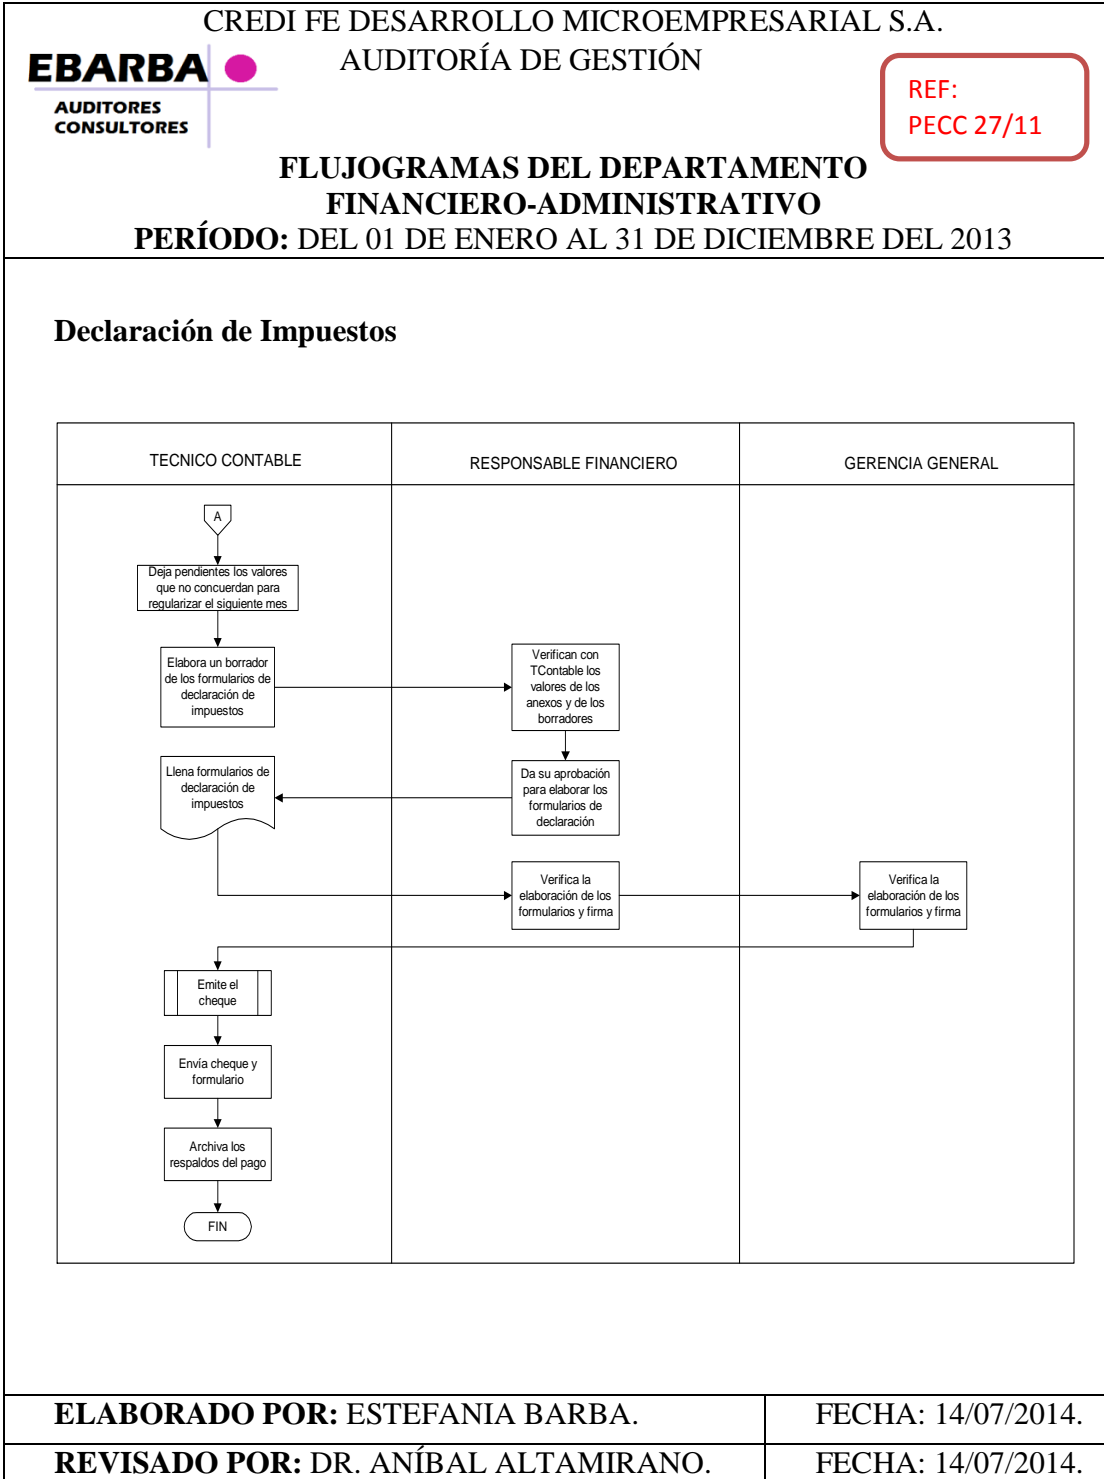 CREDI FE DESARROLLO MICROEMPRESARIAL S.A.
AUDITORÍA DE GESTIÓN
EBARBA
AUDITORES
CONSULTORES
REF:
PECC 27/11
FLUJOGRAMAS DEL DEPARTAMENTO
FINANCIERO-ADMINISTRATIVO
PERÍODO: DEL 01 DE ENERO AL 31 DE DICIEMBRE DEL 2013
Declaración de Impuestos
TECNICO CONTABLE
RESPONSABLE FINANCIERO
GERENCIA GENERAL
A
Deja pendientes los valores
que no concuerdan para
regularizar el siguiente mes
Elabora un borrador
de los formularios de
declaración de
impuestos
Verifican con
TContable los
valores de los
anexos y de los
borradores
Llena formularios de
declaración de
impuestos
Da su aprobación
para elaborar los
formularios de
declaración
Verifica la
elaboración de los
formularios y firma
Verifica la
elaboración de los
formularios y firma
Emite el
cheque
Envía cheque y
formulario
Archiva los
respaldos del pago
FIN
ELABORADO POR: ESTEFANIA BARBA.
FECHA: 14/07/2014.
REVISADO POR: DR. ANÍBAL ALTAMIRANO.
FECHA: 14/07/2014.